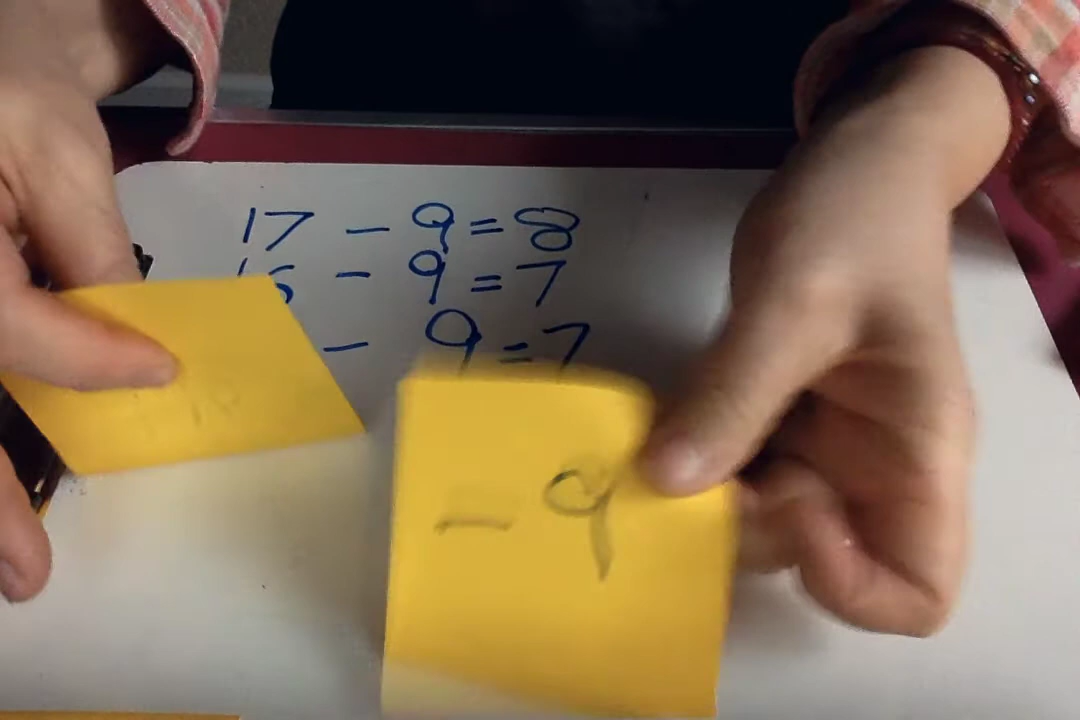 17 - 9 = 8
16 - 9 = 7
- 9 = 7
- 9